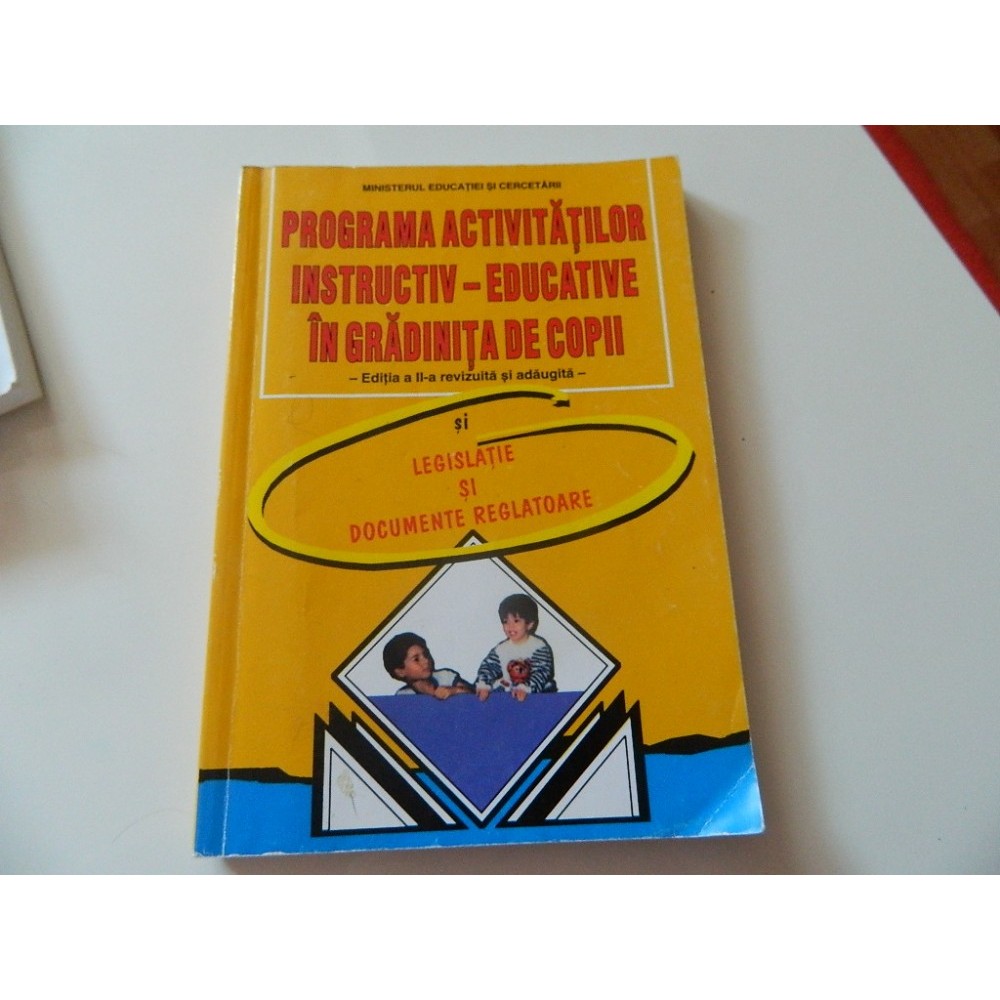 MINISTERUL EDUCAȚIEI ȘI CERCETĂRII
PROGRAMA ACTIVITĂȚILOR
INSTRUCTIV – EDUCATIVE
ÎN GRĂDINIȚA DE COPII
– Ediția a II-a revizuită și adăugită –
și
LEGISLAȚIE
ȘI
DOCUMENTE REGLATOARE